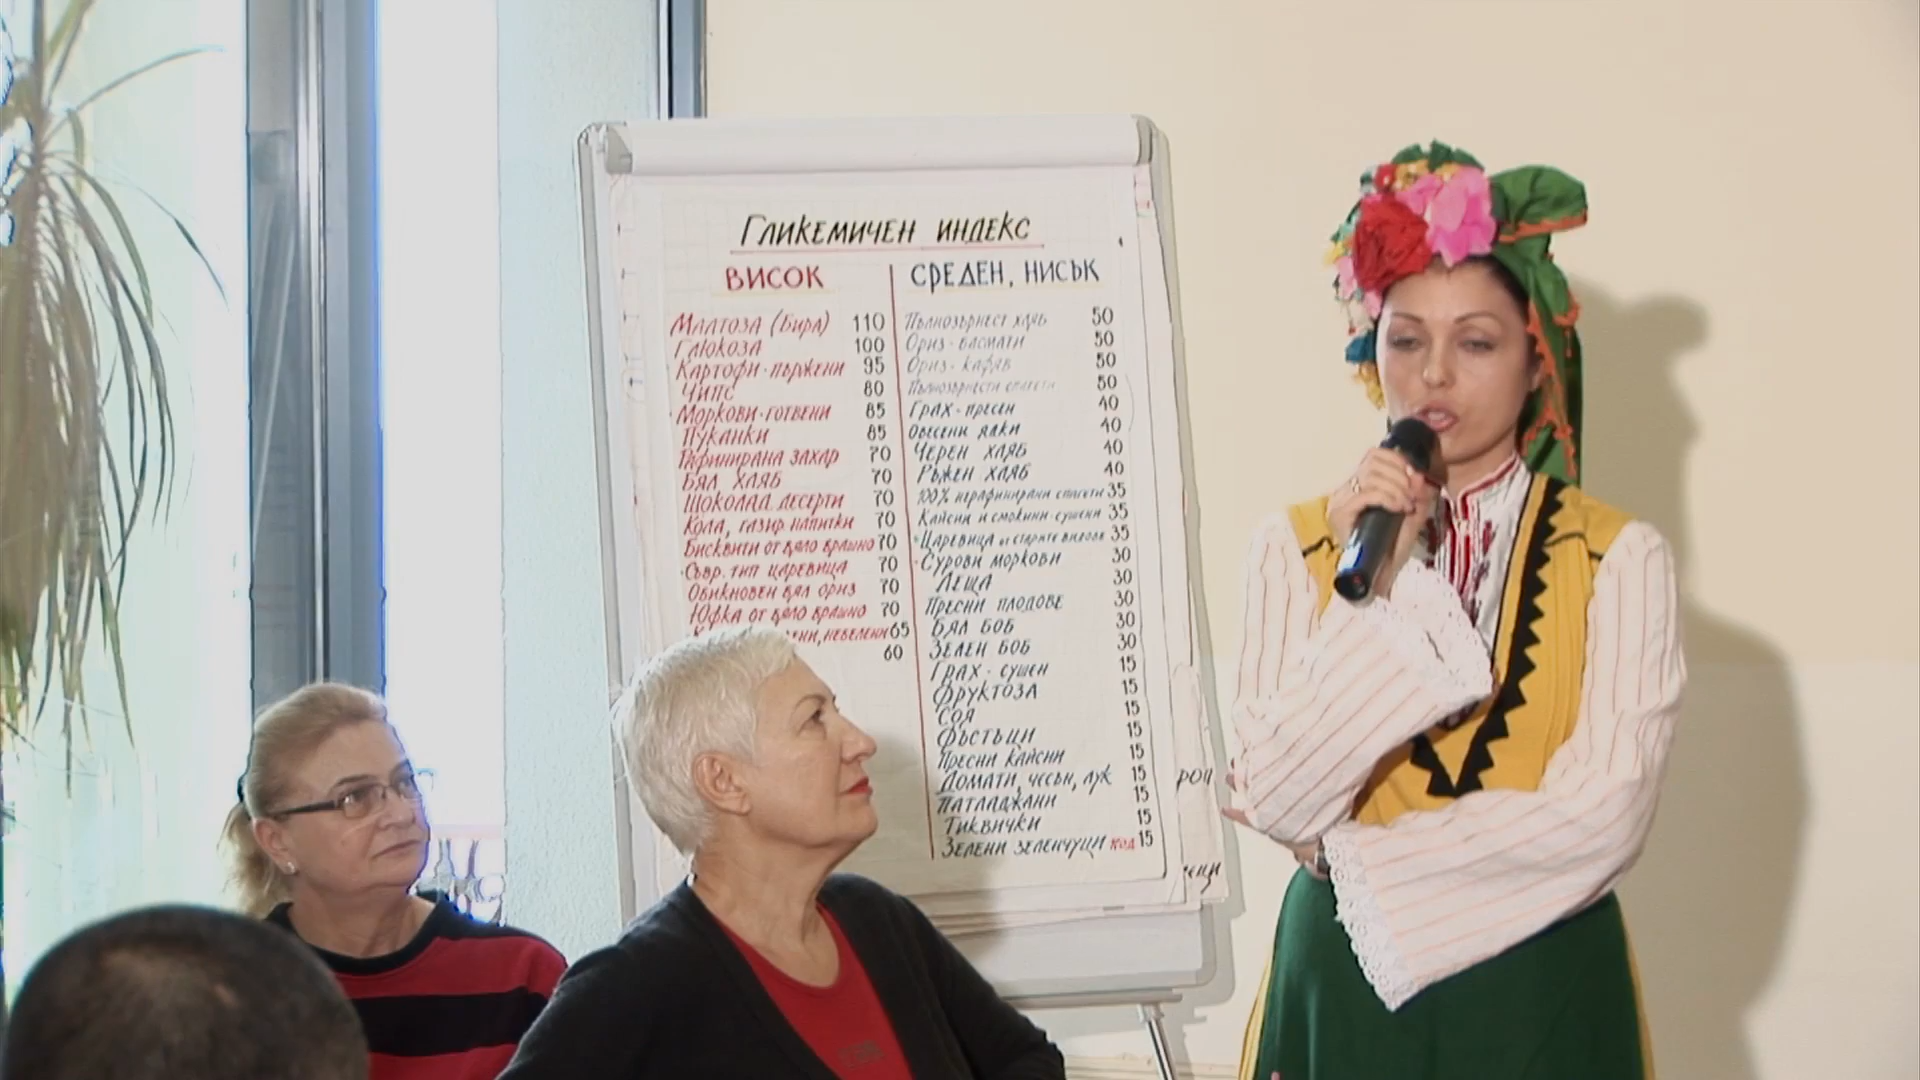 Гликемичен индекс
ВИСОК
Малтоза (Бира) 110
Глюкоза 100
Картофи - пържени 95
Чипс 80
Моркови - готвени 85
Пуканки 85
Рафинирана захар 70
Бял хляб 70
Шоколад. десерти 70
Кола, газир. напитки 70
Бисквити от бяло брашно 70
Съвр. тип царевица 70
Обикновен бял ориз 70
Юфка от бяло брашно 70
небелени 65
60
СРЕДЕН, НИСЪК
Пълнозърнест хляб 50
Ориз - басмати 50
Ориз - кафяв 50
Пълнозърнести спагети 50
Грах - пресен 40
Овесени ядки 40
Черен хляб 40
Ръжен хляб 40
100% нерафинирани спагети 35
Кайсии и смокини - сушени 35
Царевица от старите видове 35
Сурови моркови 30
Леща 30
Пресни плодове 30
Бял боб 30
Зелен боб 30
Грах - сушен 15
Фруктоза 15
Соя 15
Фъстъци 15
Пресни кайсии 15
Домати, чесън, лук 15
Патладжани 15
Тиквички 15
Зелени зеленчуци под 15